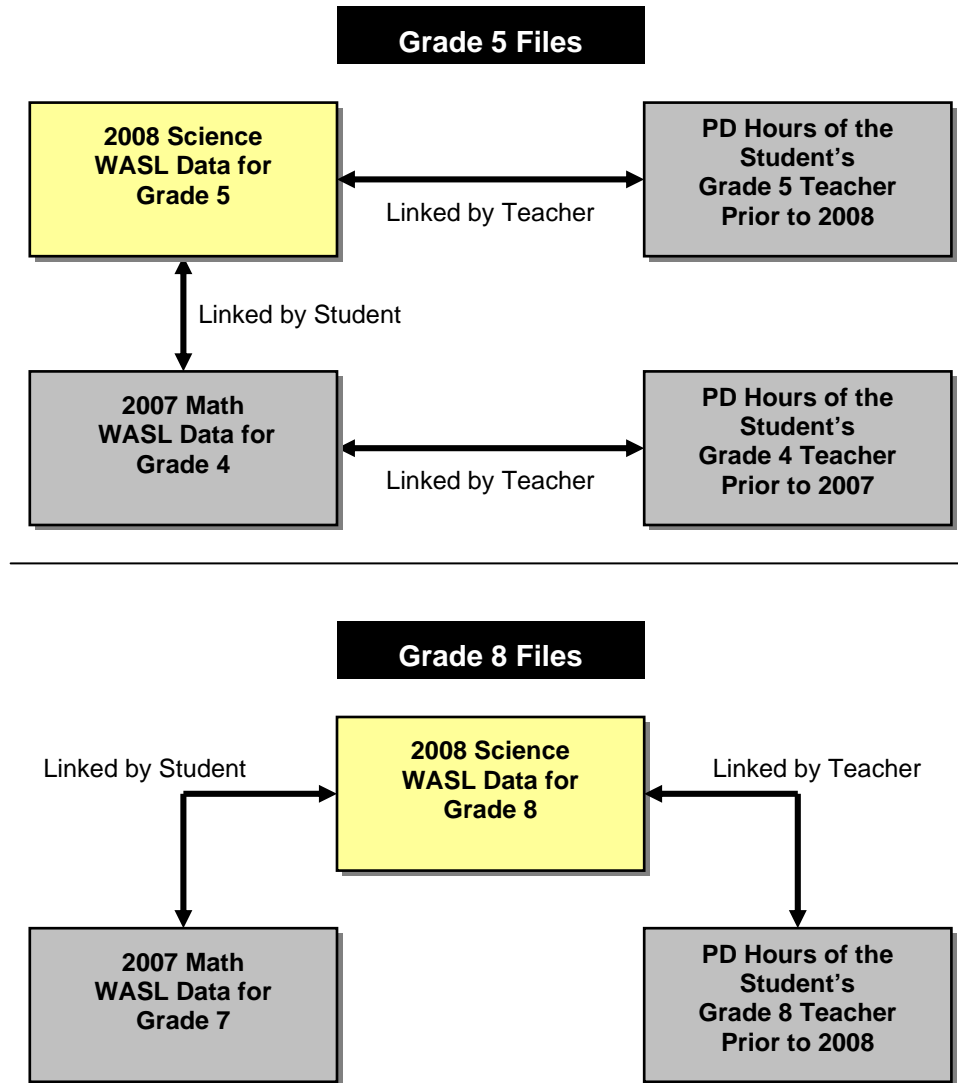 Grade 5 Files
2008 Science
WASL Data for
Grade 5
Linked by Teacher
PD Hours of the
Student’s
Grade 5 Teacher
Prior to 2008
Linked by Student
2007 Math
WASL Data for
Grade 4
Linked by Teacher
PD Hours of the
Student’s
Grade 4 Teacher
Prior to 2007
Grade 8 Files
Linked by Student
2008 Science
WASL Data for
Grade 8
Linked by Teacher
2007 Math
WASL Data for
Grade 7
PD Hours of the
Student’s
Grade 8 Teacher
Prior to 2008